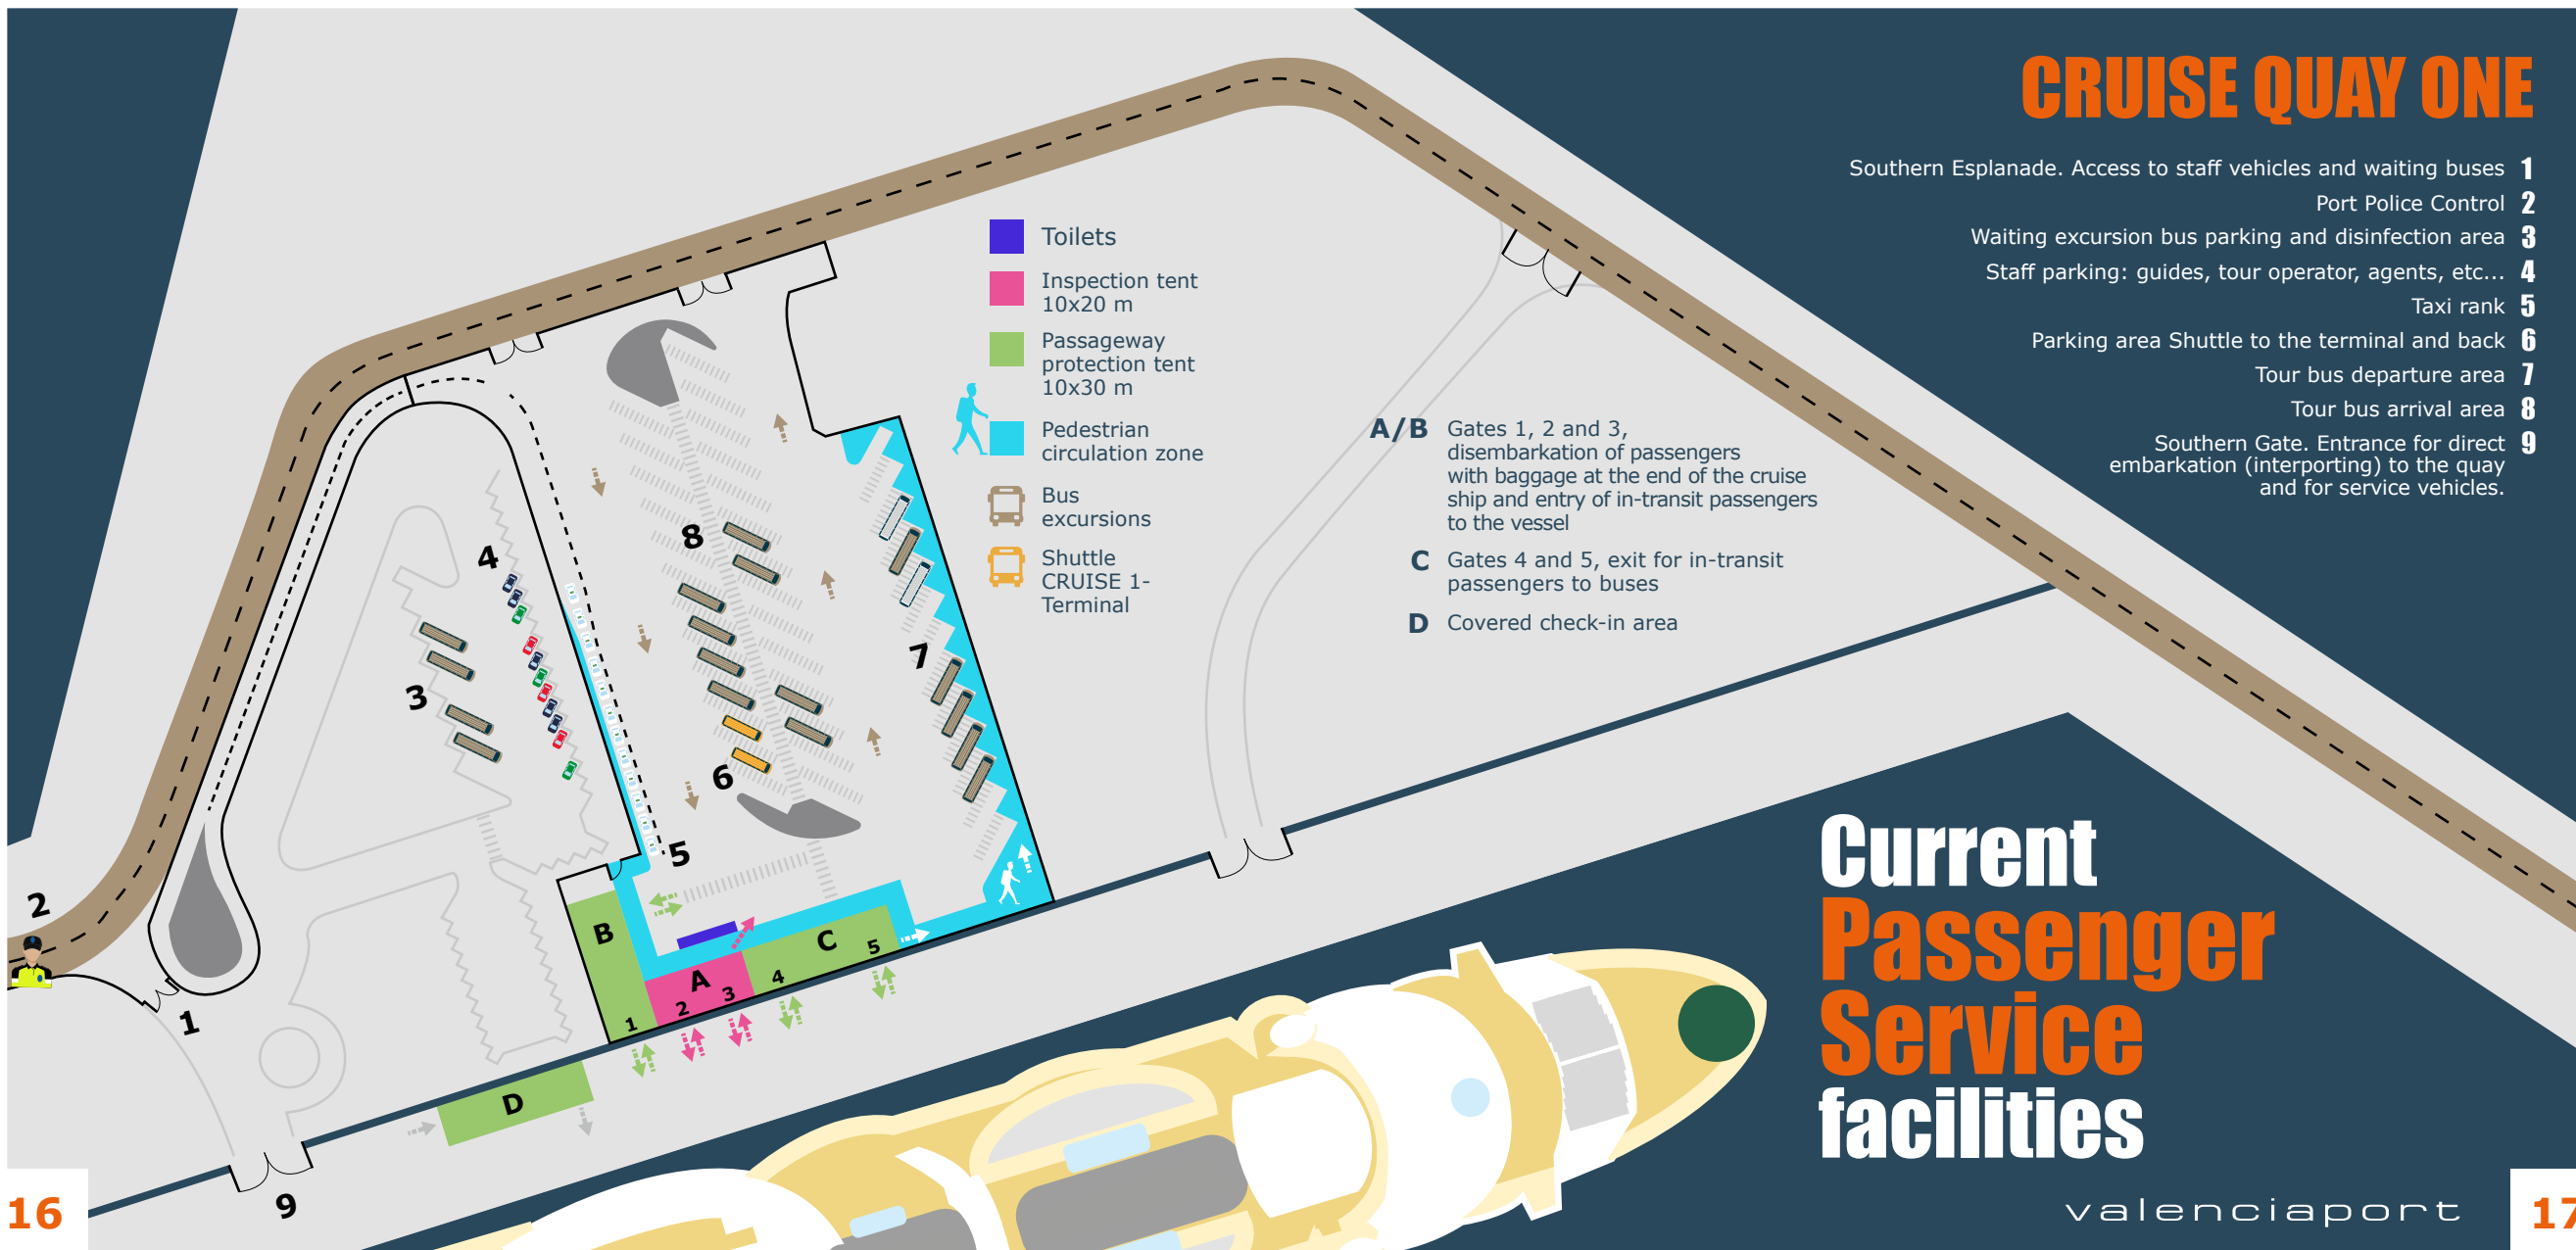 CRUISE QUAY ONE
Southern Esplanade. Access to staff vehicles and waiting buses 1
Port Police Control 2
Waiting excursion bus parking and disinfection area 3
Staff parking: guides, tour operator, agents, etc... 4
Taxi rank 5
Parking area Shuttle to the terminal and back 6
Tour bus departure area 7
Tour bus arrival area 8
Southern Gate. Entrance for direct 9
embarkation (interporting) to the quay
and for service vehicles.
Toilets
Inspection tent
10x20 m
Passageway
protection tent
10x30 m
Pedestrian
circulation zone
Bus
excursions
Shuttle
CRUISE 1-
Terminal
A/B Gates 1, 2 and 3,
disembarkation of passengers
with baggage at the end of the cruise
ship and entry of in-transit passengers
to the vessel
C Gates 4 and 5, exit for in-transit
passengers to buses
D Covered check-in area
8
4
7
3
6
5
2
B
C
5
A
4
3
2
1
1
D
9
Current
Passenger
Service
facilities
valenciaport
16
17